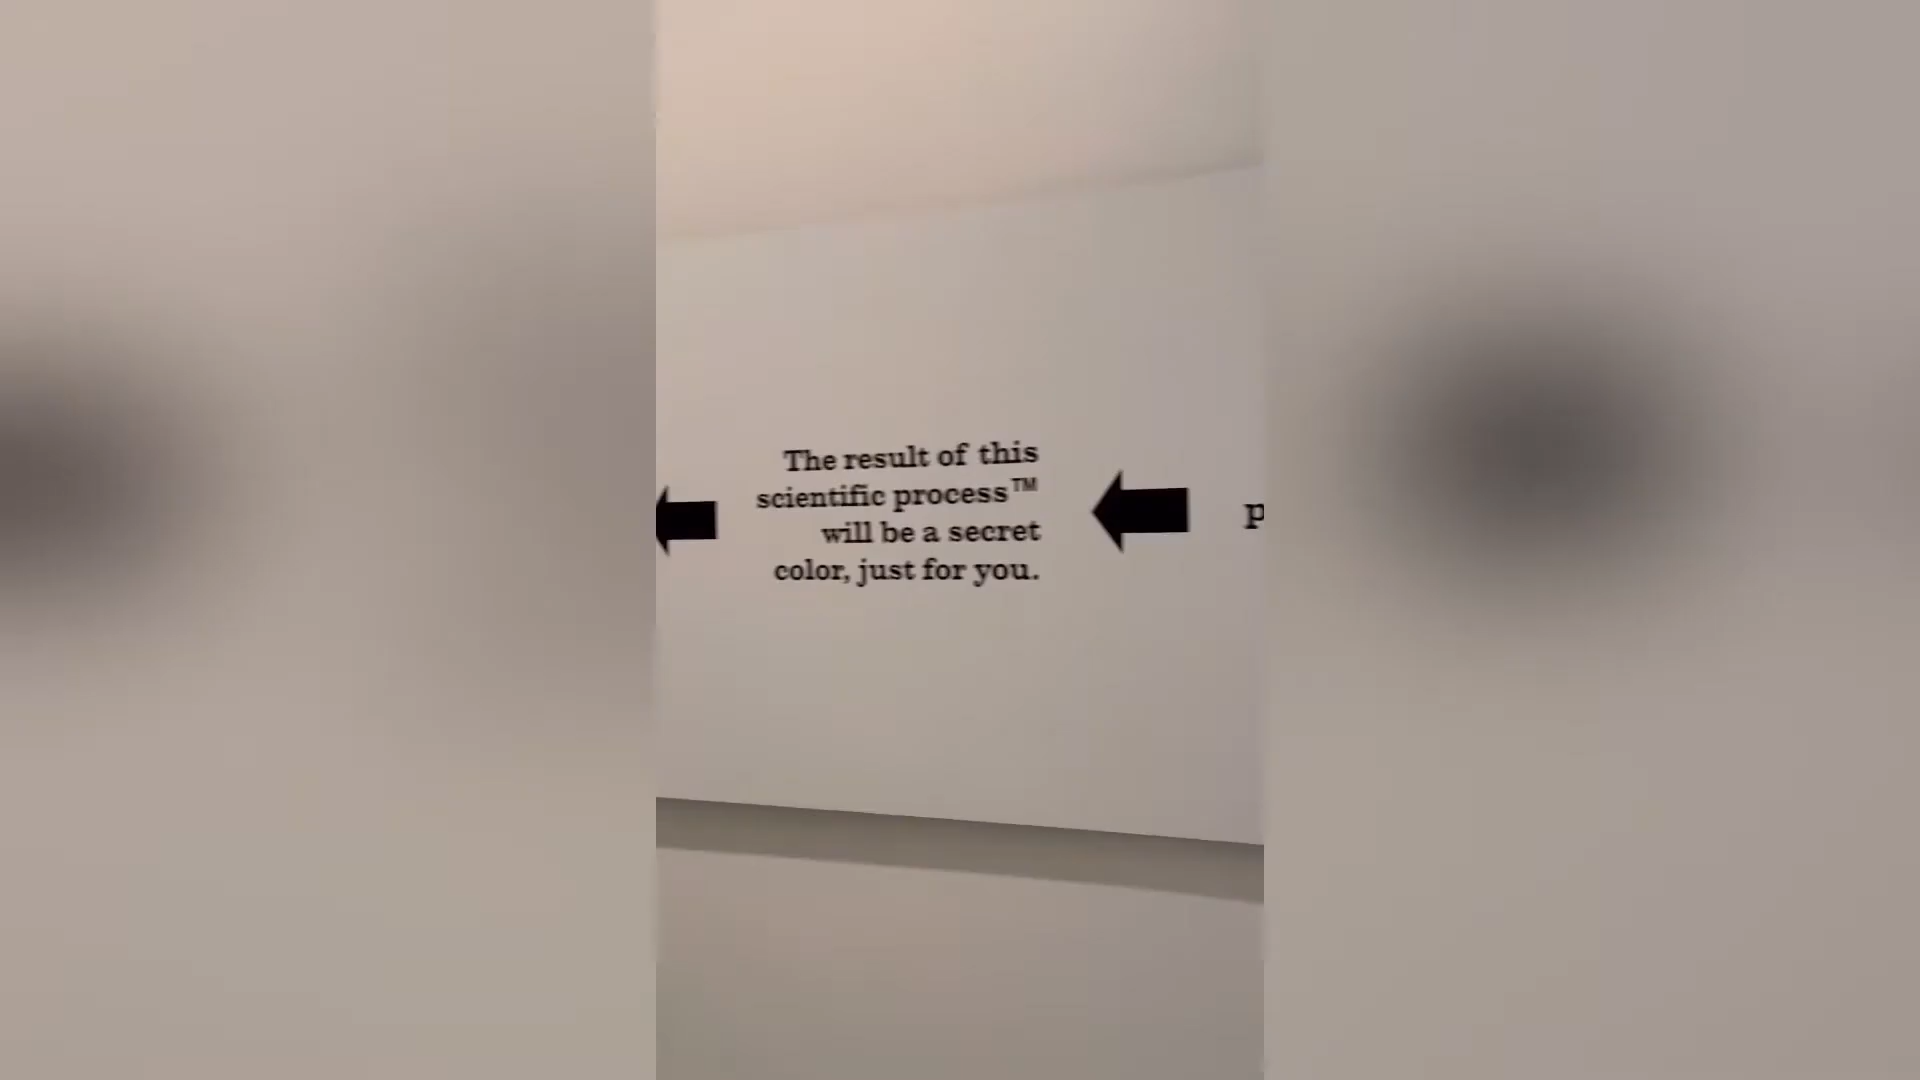 The result of this
scientific process™
will be a secret
color, just for you.